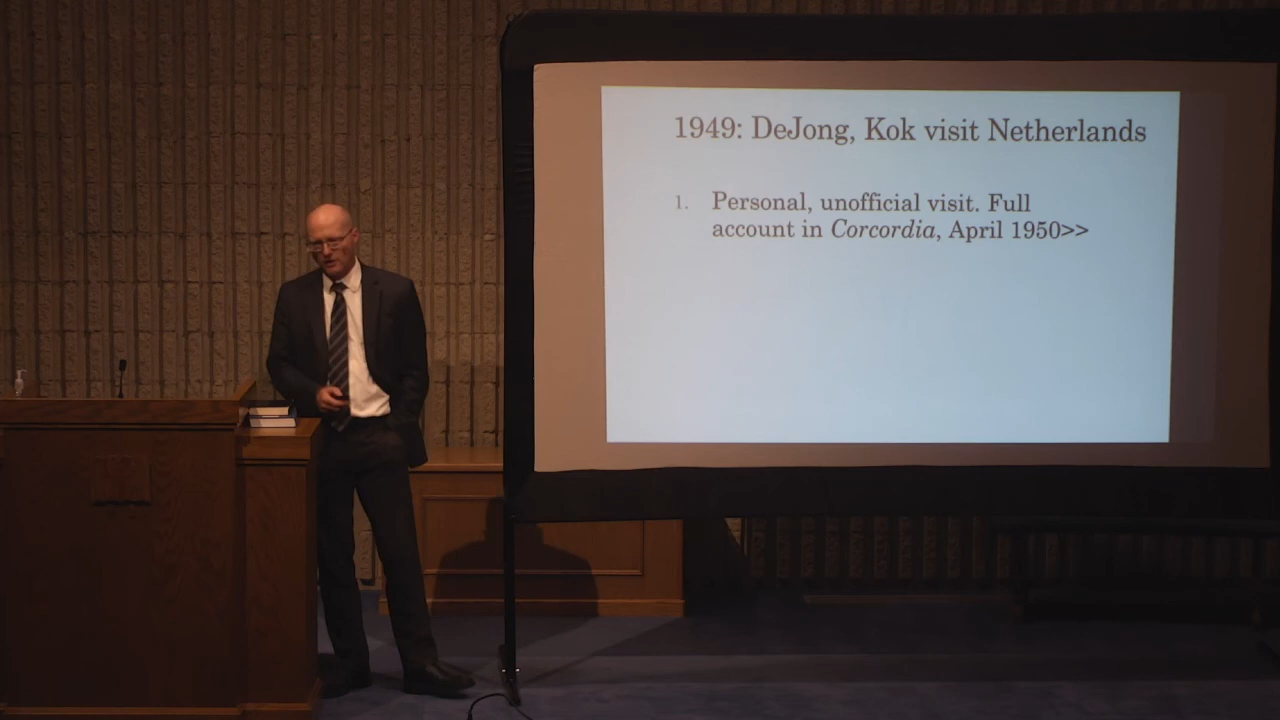 1949: DeJong, Kok visit Netherlands
1. Personal, unofficial visit. Full
account in Corcordia, April 1950>>